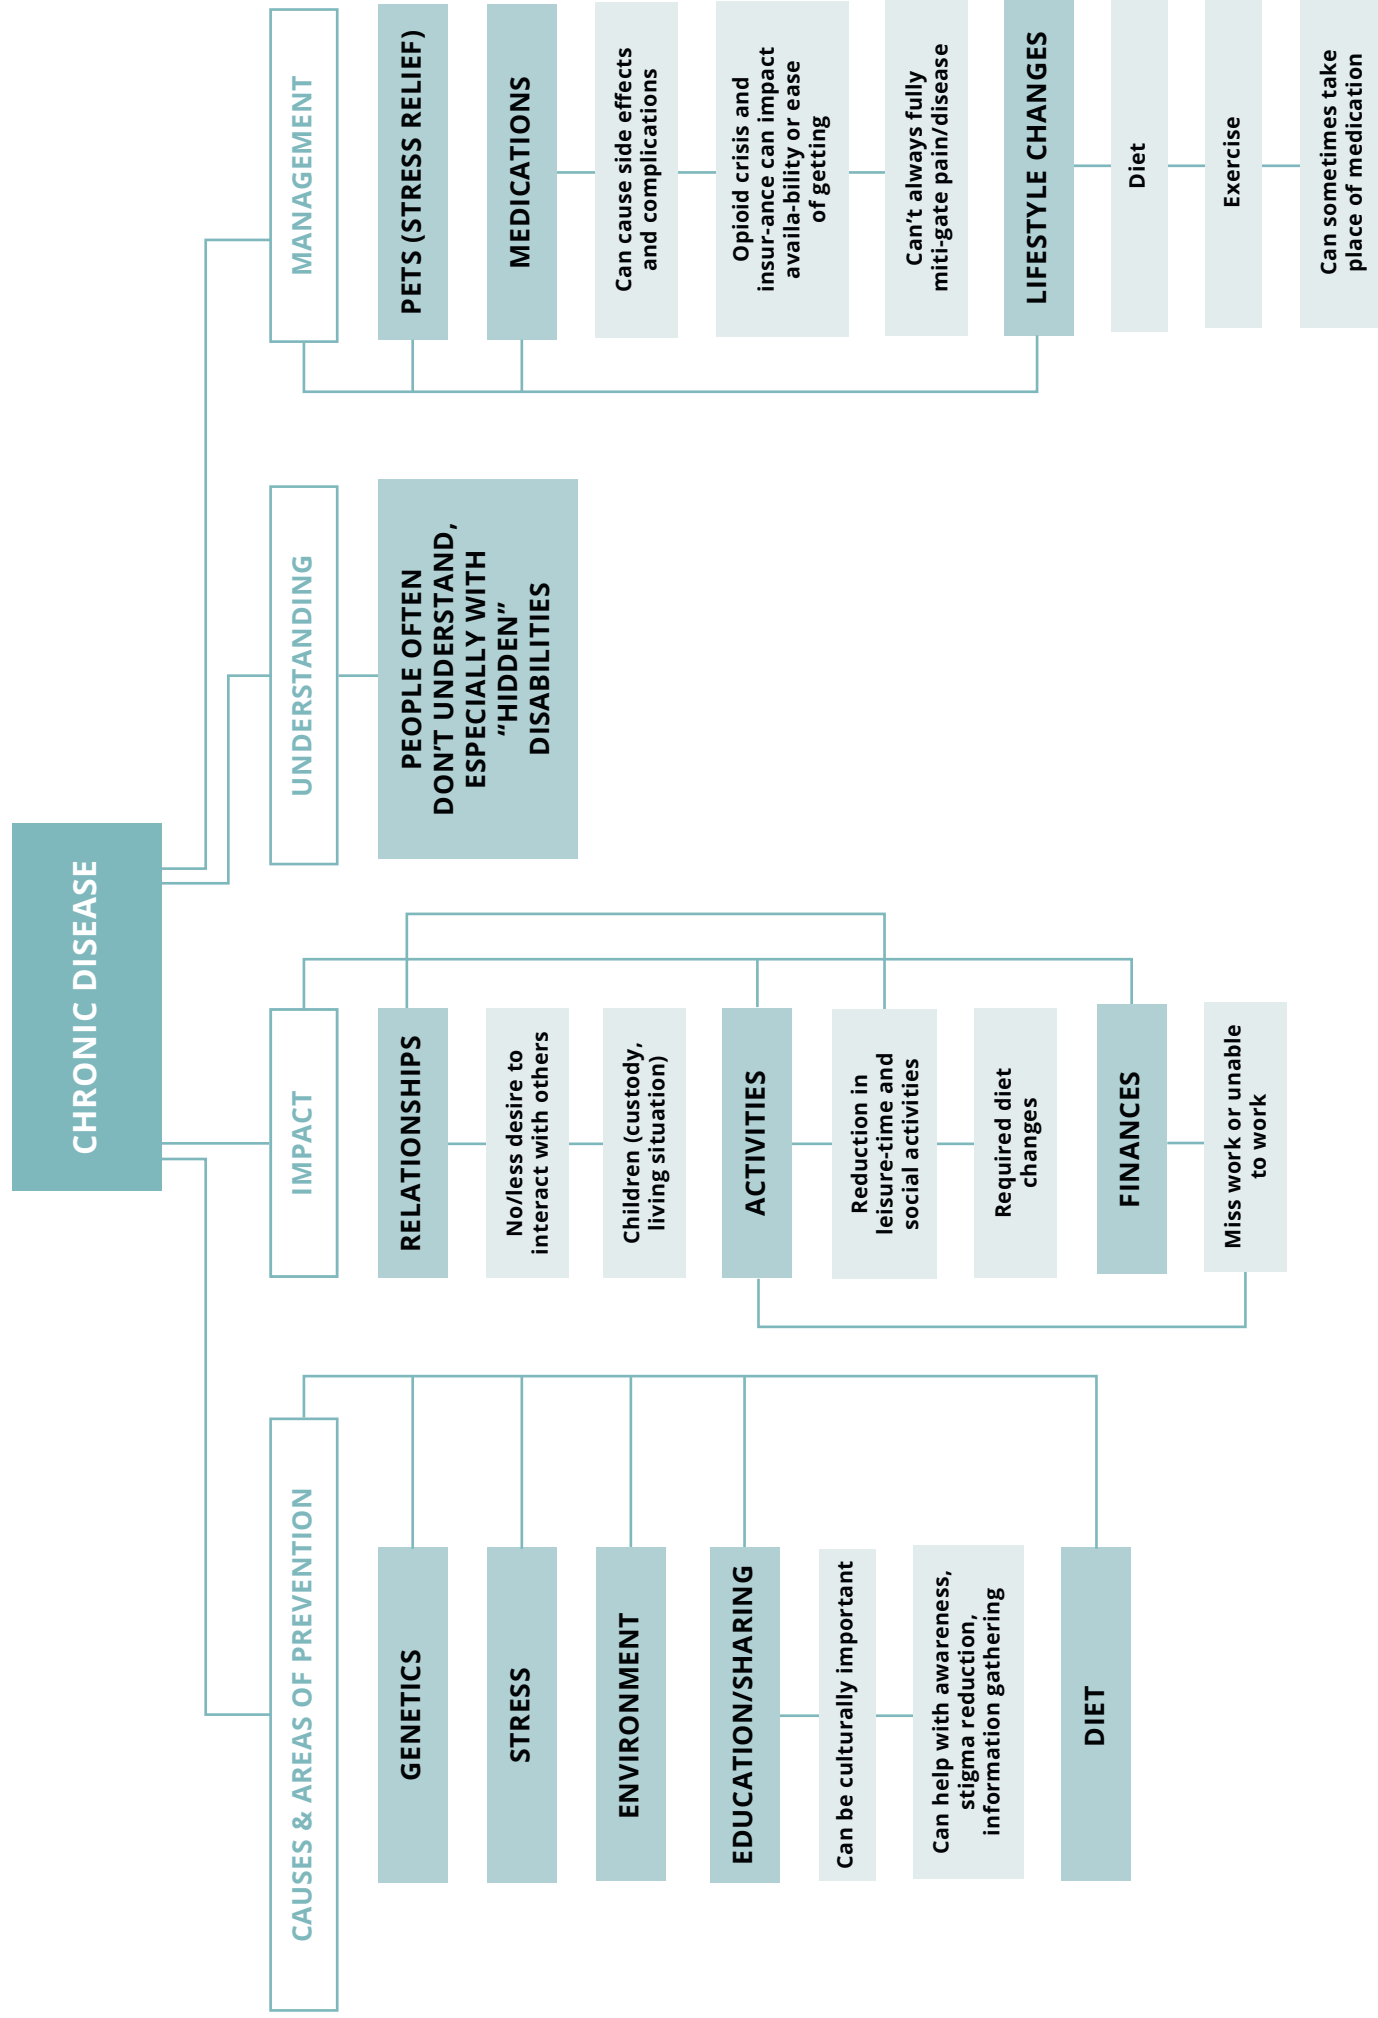 CHRONIC DISEASE
CAUSES & AREAS OF PREVENTION
GENETICS
STRESS
ENVIRONMENT
EDUCATION/SHARING
Can be culturally important
Can help with awareness,
stigma reduction,
information gathering
DIET
IMPACT
RELATIONSHIPS
No/less desire to
interact with others
Children (custody,
living situation)
ACTIVITIES
Reduction in
leisure-time and
social activities
Required diet
changes
FINANCES
Miss work or unable
to work
UNDERSTANDING
PEOPLE OFTEN
DON’T UNDERSTAND,
ESPECIALLY WITH
“HIDDEN”
DISABILITIES
MANAGEMENT
PETS (STRESS RELIEF)
MEDICATIONS
Can cause side effects
and complications
Opioid crisis and
insur-ance can impact
availa-bility or ease
of getting
Can’t always fully
miti-gate pain/disease
LIFESTYLE CHANGES
Diet
Exercise
Can sometimes take
place of medication